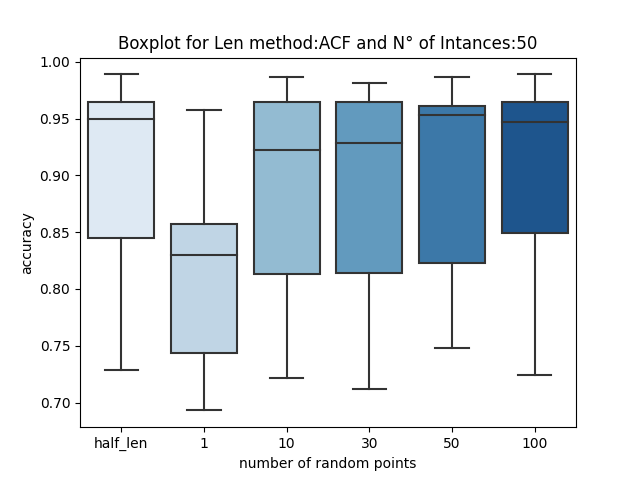 Boxplot for Len method:ACF and N° of Intances:50
1.00
0.95
0.90
0.85
0.80
0.75
0.70
accuracy
half_len 1 10 30 50 100
number of random points